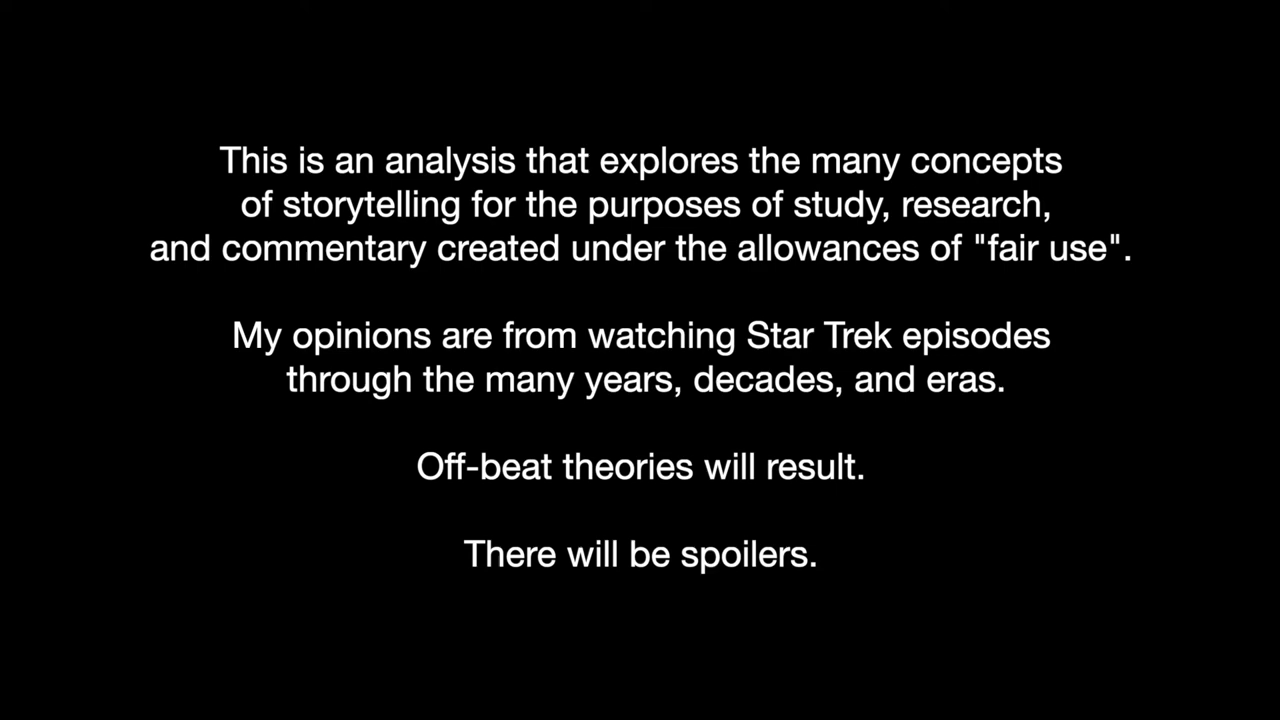 This is an analysis that explores the many concepts
of storytelling for the purposes of study, research,
and commentary created under the allowances of "fair use".
My opinions are from watching Star Trek episodes
through the many years, decades, and eras.
Off-beat theories will result.
There will be spoilers.